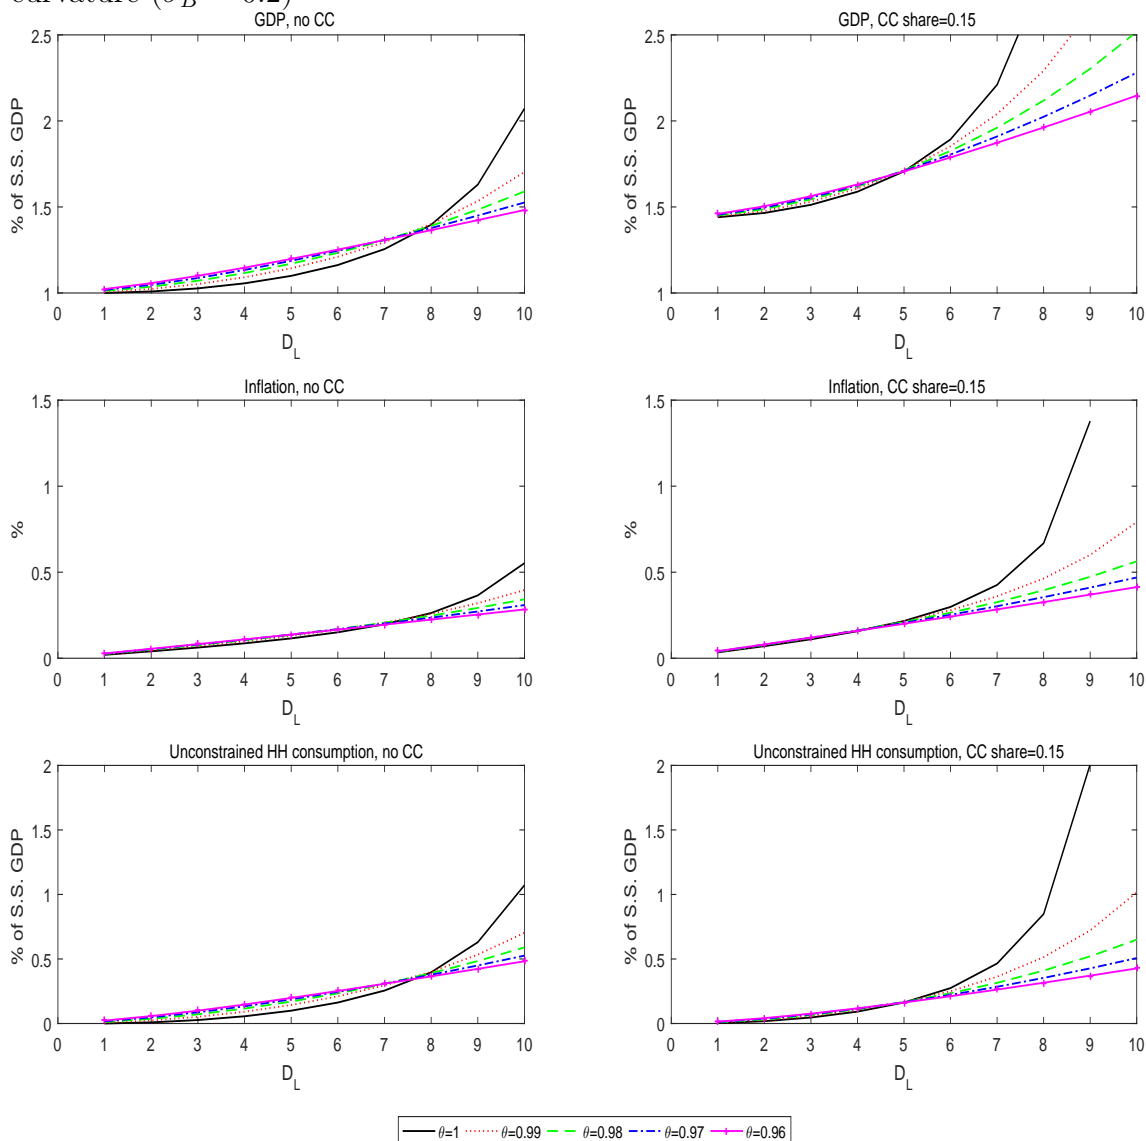 curvature 0.2)
GDP, no CC
2.5
2
1.5
1
% of S.S. GDP
0 1 2 3 4 5 6 7 8 9 10
D_L
GDP, CC share=0.15
2.5
2
1.5
1
% of S.S. GDP
0 1 2 3 4 5 6 7 8 9 10
D_L
Inflation, no CC
1.5
1
0.5
0
%
0 1 2 3 4 5 6 7 8 9 10
D_L
Inflation, CC share=0.15
1.5
1
0.5
0
%
0 1 2 3 4 5 6 7 8 9 10
D_L
Unconstrained HH consumption, no CC
2
1.5
1
0.5
0
% of S.S. GDP
0 1 2 3 4 5 6 7 8 9 10
D_L
Unconstrained HH consumption, CC share=0.15
2
1.5
1
0.5
0
% of S.S. GDP
0 1 2 3 4 5 6 7 8 9 10
D_L
θ=1 θ=0.99 θ=0.98 θ=0.97 θ=0.96